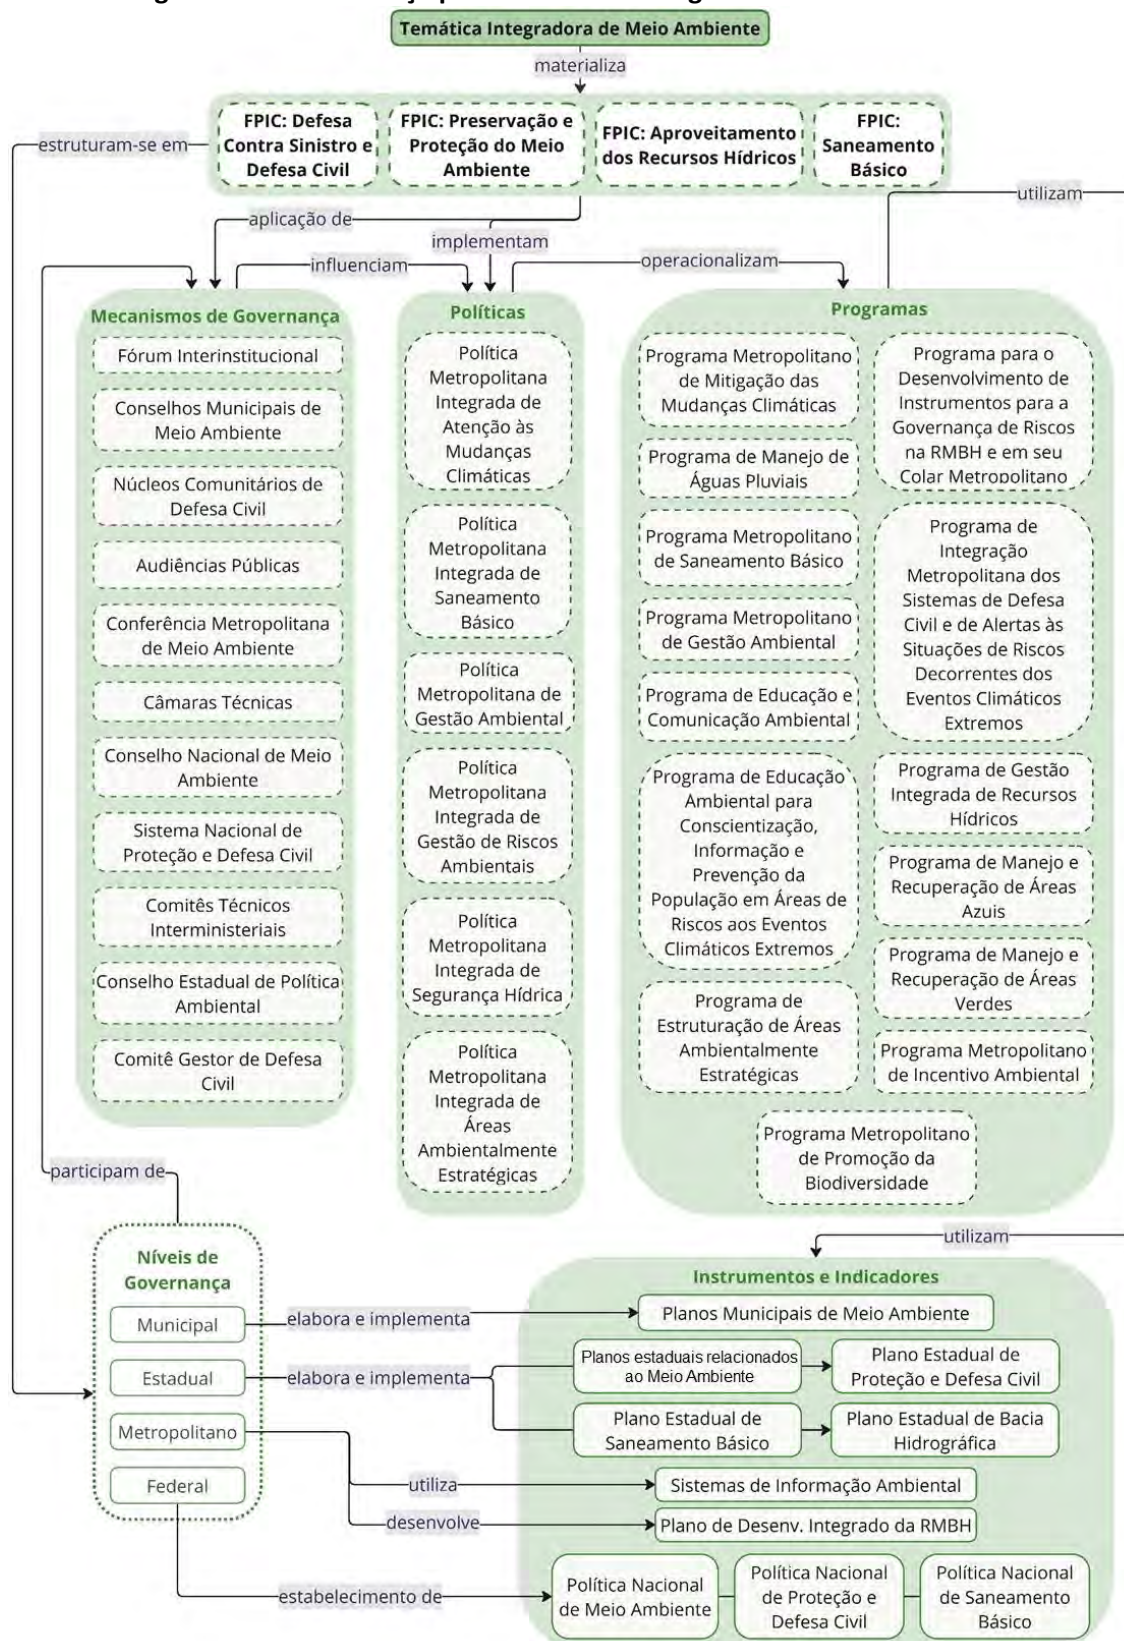 Temática Integradora de Meio Ambiente
materializa
FPIC: Defesa
Contra Sinistro e
Defesa Civil
FPIC: Preservação e
Proteção do Meio
Ambiente
FPIC: Aproveitamento
dos Recursos Hídricos
FPIC:
Saneamento
Básico
estruturam-se em
utilizam
aplicação de
implementam
influenciam
operacionalizam
Mecanismos de Governança
Fórum Interinstitucional
Conselhos Municipais de
Meio Ambiente
Núcleos Comunitários de
Defesa Civil
Audiências Públicas
Conferência Metropolitana
de Meio Ambiente
Câmaras Técnicas
Conselho Nacional de Meio
Ambiente
Sistema Nacional de
Proteção e Defesa Civil
Comitês Técnicos
Interministeriais
Conselho Estadual de Política
Ambiental
Comitê Gestor de Defesa
Civil
Políticas
Política
Metropolitana
Integrada de
Atenção às
Mudanças
Climáticas
Política
Metropolitana
Integrada de
Saneamento
Básico
Política
Metropolitana de
Gestão Ambiental
Política
Metropolitana
Integrada de
Gestão de Riscos
Ambientais
Política
Metropolitana
Integrada de
Segurança Hídrica
Política
Metropolitana
Integrada de
Áreas
Ambientalmente
Estratégicas
Programas
Programa Metropolitano
de Mitigação das
Mudanças Climáticas
Programa de Manejo de
Águas Pluviais
Programa Metropolitano
de Saneamento Básico
Programa Metropolitano
de Gestão Ambiental
Programa de Educação e
Comunicação Ambiental
Programa de Educação
Ambiental para
Conscientização,
Informação e
Prevenção da
População em Áreas de
Riscos aos Eventos
Climáticos Extremos
Programa de
Estruturação de Áreas
Ambientalmente
Estratégicas
Programa para o
Desenvolvimento de
Instrumentos para a
Governança de Riscos
na RMBH e em seu
Colar Metropolitano
Programa de
Integração
Metropolitana dos
Sistemas de Defesa
Civil e de Alertas às
Situações de Riscos
Decorrentes dos
Eventos Climáticos
Extremos
Programa de Gestão
Integrada de Recursos
Hídricos
Programa de Manejo e
Recuperação de Áreas
Azuis
Programa de Manejo e
Recuperação de Áreas
Verdes
Programa Metropolitano
de Incentivo Ambiental
Programa Metropolitano
de Promoção da
Biodiversidade
participam de
utilizam
Níveis de
Governança
Municipal
Estadual
Metropolitano
Federal
elabora e implementa
elabora e implementa
utiliza
desenvolve
estabelecimento de
Instrumentos e Indicadores
Planos Municipais de Meio Ambiente
Planos estaduais relacionados
ao Meio Ambiente
Plano Estadual de
Proteção e Defesa Civil
Plano Estadual de
Saneamento Básico
Plano Estadual de Bacia
Hidrográfica
Sistemas de Informação Ambiental
Plano de Desenv. Integrado da RMBH
Política Nacional
de Meio Ambiente
Política Nacional
de Proteção e
Defesa Civil
Política Nacional
de Saneamento
Básico